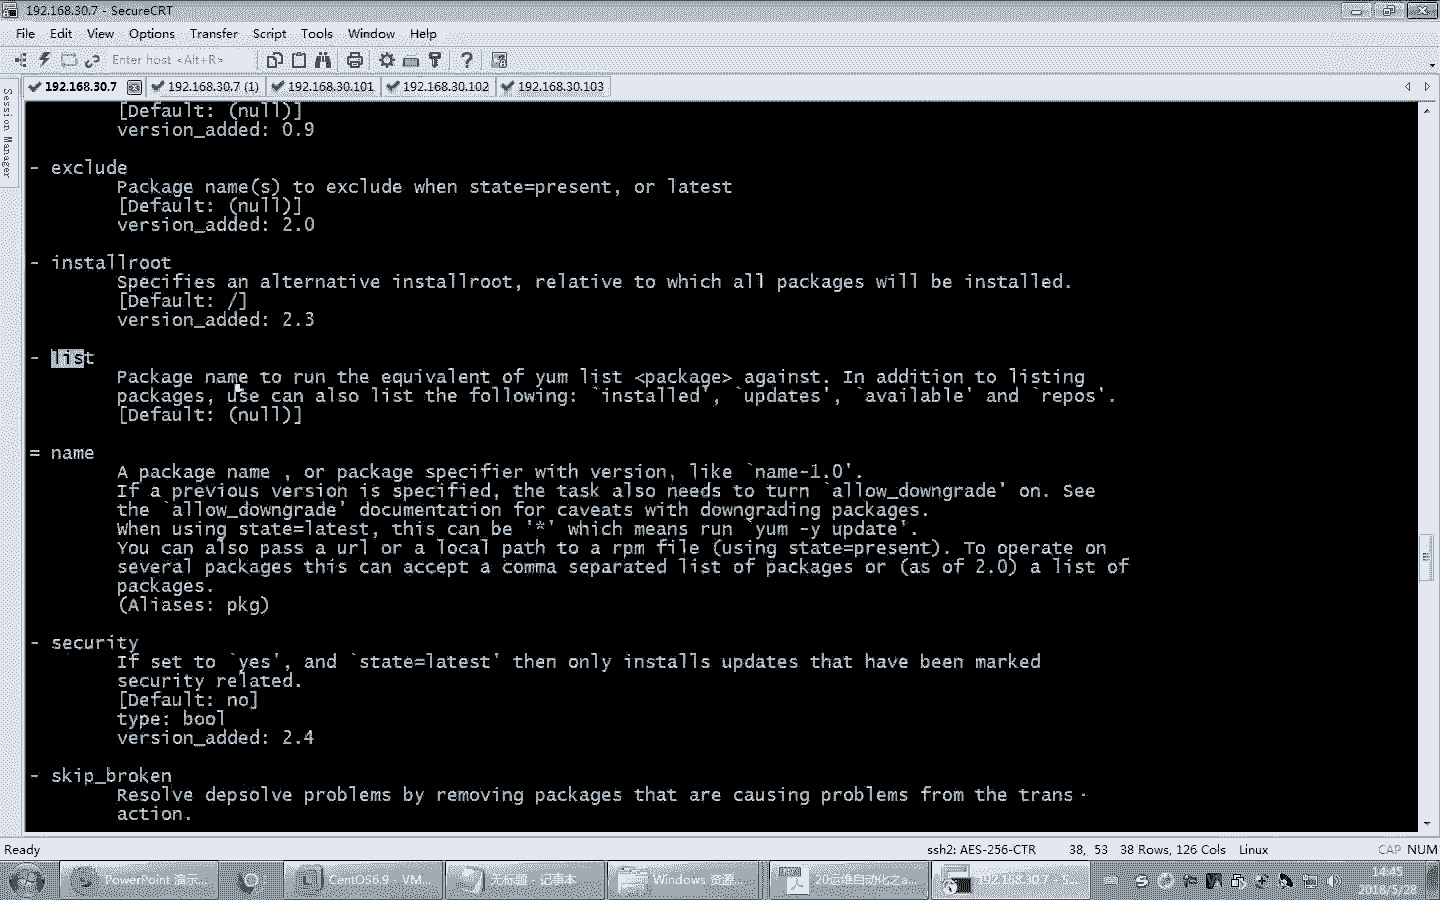 192.168.30.7 - SecureCRT
File Edit View Options Transfer Script Tools Window Help
Enter host <Alt+R>
192.168.30.7 192.168.30.7 (1) 192.168.30.101 192.168.30.102 192.168.30.103
Session Manager
[Default: (null)]
version_added: 0.9
- exclude
Package name(s) to exclude when state=present, or latest
[Default: (null)]
version_added: 2.0
- installroot
Specifies an alternative installroot, relative to which all packages will be installed.
[Default: /]
version_added: 2.3
- list
Package name to run the equivalent of yum list <package> against. In addition to listing
packages, use can also list the following: `installed', `updates', `available' and `repos'.
[Default: (null)]
= name
A package name , or package specifier with version, like `name-1.0'.
If a previous version is specified, the task also needs to turn `allow_downgrade' on. See
the `allow_downgrade' documentation for caveats with downgrading packages.
When using state=latest, this can be '*' which means run `yum -y update'.
You can also pass a url or a local path to a rpm file (using state=present). To operate on
several packages this can accept a comma separated list of packages or (as of 2.0) a list of
packages.
(Aliases: pkg)
- security
If set to `yes', and `state=latest' then only installs updates that have been marked
security related.
[Default: no]
type: bool
version_added: 2.4
- skip_broken
Resolve depsolve problems by removing packages that are causing problems from the trans-
action.
Ready ssh2: AES-256-CTR 38, 53 38 Rows, 126 Cols Linux CAP NUM
PowerPoint 演示... CentOS6.9 - VM... 无标题 - 记事本 Windows 资源... 20运维自动化之a... 192.168.30.7 - S... 14:45
2018/5/28